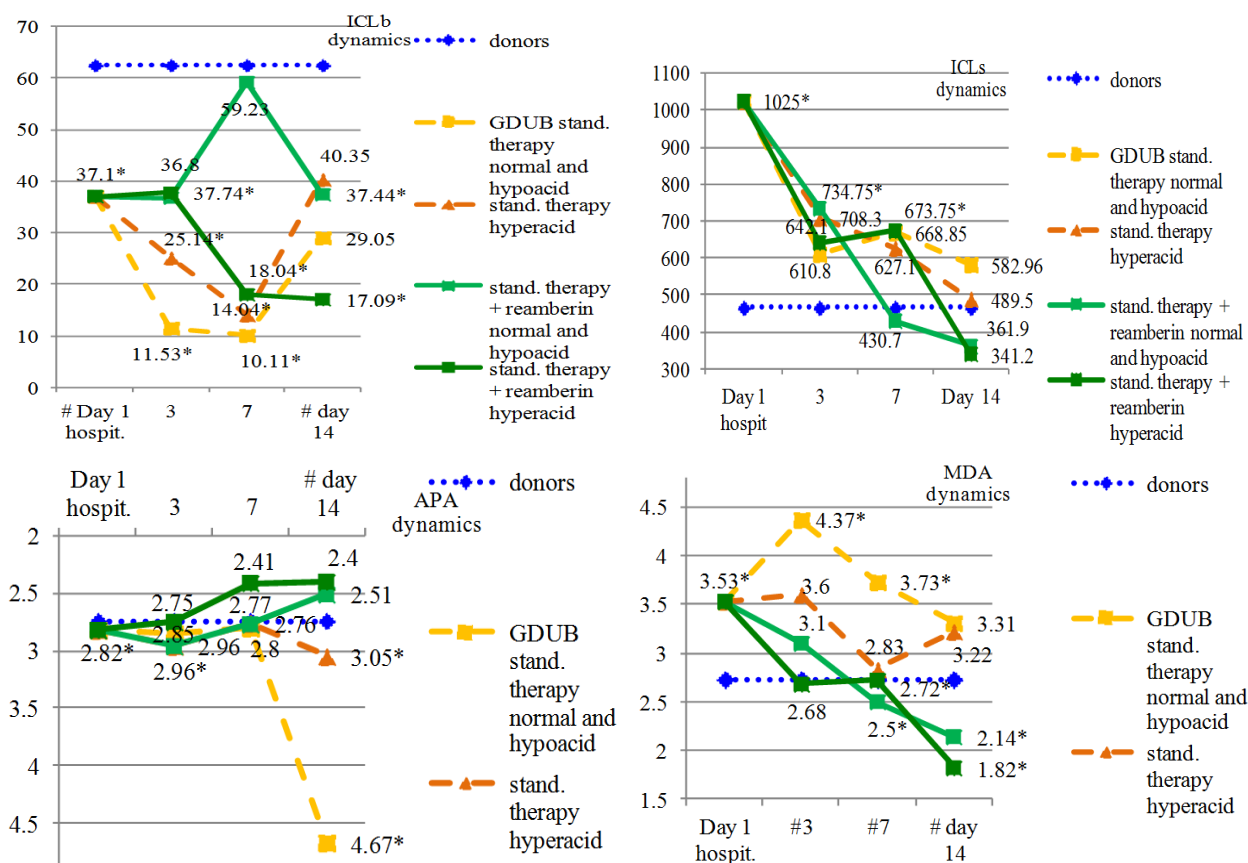 70
60
50
40
30
20
10
0
ICLb
dynamics
37.1*
36.8
37.74*
59.23
40.35
37.44*
25.14*
29.05
18.04*
14.04*
17.09*
11.53*
10.11*
# Day 1
hospit.
3
7
# day
14
donors
GDUB stand.
therapy
normal and
hypoacid
stand. therapy
hyperacid
stand. therapy
+ reamberin
normal and
hypoacid
stand. therapy
+ reamberin
hyperacid
1100
1000
900
800
700
600
500
400
300
ICLs
dynamics
1025*
734.75*
708.3
642.1
610.8
673.75*
668.85
627.1
582.96
489.5
430.7
361.9
341.2
Day 1
hospit
3
7
Day 14
donors
GDUB stand.
therapy normal
and hypoacid
stand. therapy
hyperacid
stand. therapy +
reamberin normal
and hypoacid
stand. therapy +
reamberin
hyperacid
Day 1
hospit.
3
7
# day
14
APA
dynamics
2
2.5
3
3.5
4
4.5
2.41
2.4
2.75
2.77
2.51
2.85
2.76
2.82*
2.96
2.8
2.96*
3.05*
4.67*
donors
GDUB
stand.
therapy
normal and
hypoacid
stand.
therapy
hyperacid
MDA
dynamics
4.5
4
3.5
3
2.5
2
1.5
4.37*
3.53*
3.6
3.73*
3.31
3.1
3.22
2.83
2.72*
2.68
2.5*
2.14*
1.82*
Day 1
hospit.
#3
#7
# day
14
donors
GDUB
stand.
therapy
normal and
hypoacid
stand.
therapy
hyperacid